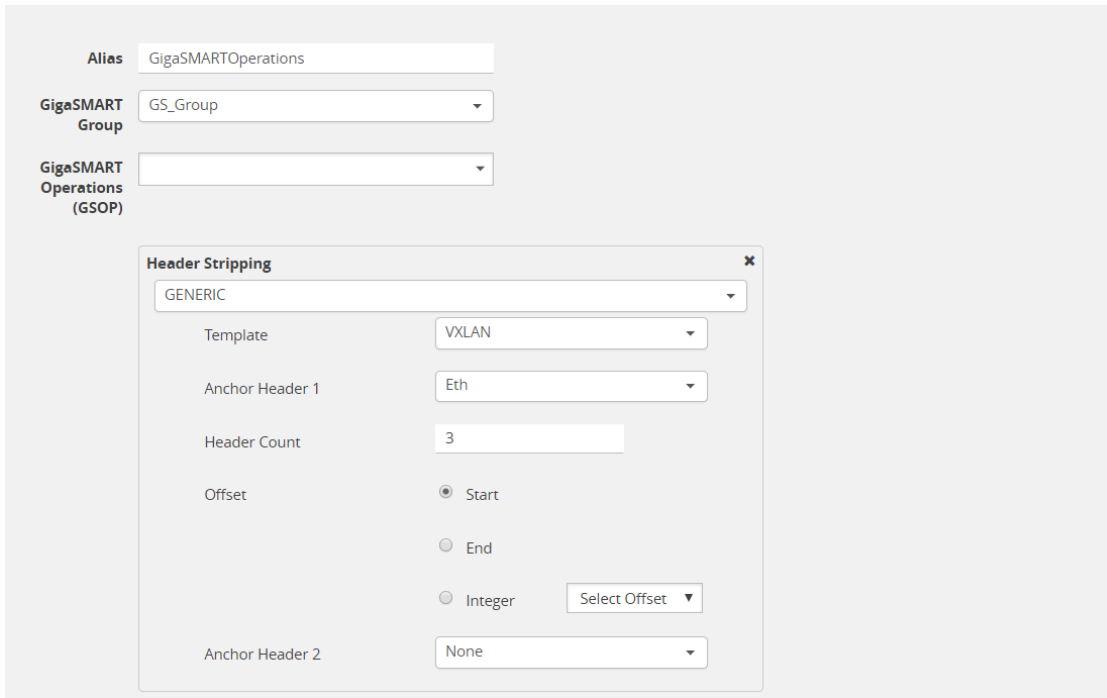 Alias GigaSMARTOperations
GigaSMART GS_Group
Group
GigaSMART
Operations
(GSOP)
Header Stripping ✖
GENERIC
Template VXLAN
Anchor Header 1 Eth
Header Count 3
Offset Start
End
Integer Select Offset
Anchor Header 2 None